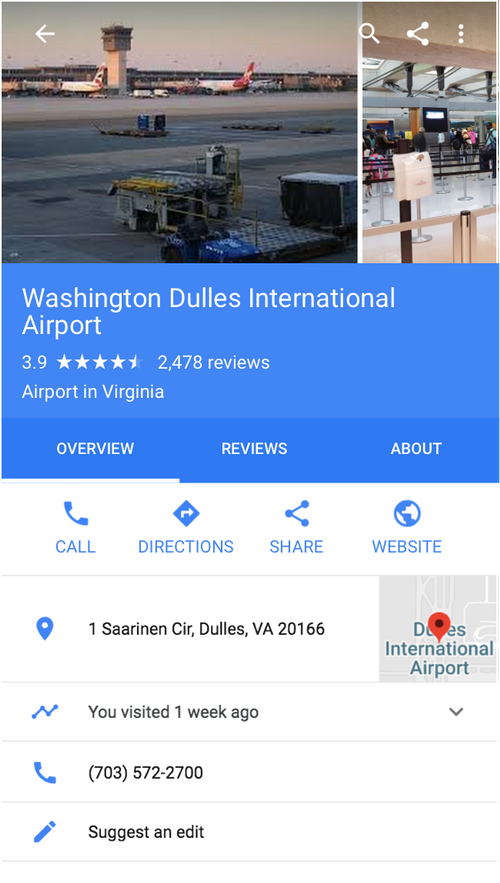 Washington Dulles International
Airport
3.9 2,478 reviews
Airport in Virginia
OVERVIEW REVIEWS ABOUT
CALL DIRECTIONS SHARE WEBSITE
1 Saarinen Cir, Dulles, VA 20166
Dulles
International
Airport
You visited 1 week ago
(703) 572-2700
Suggest an edit